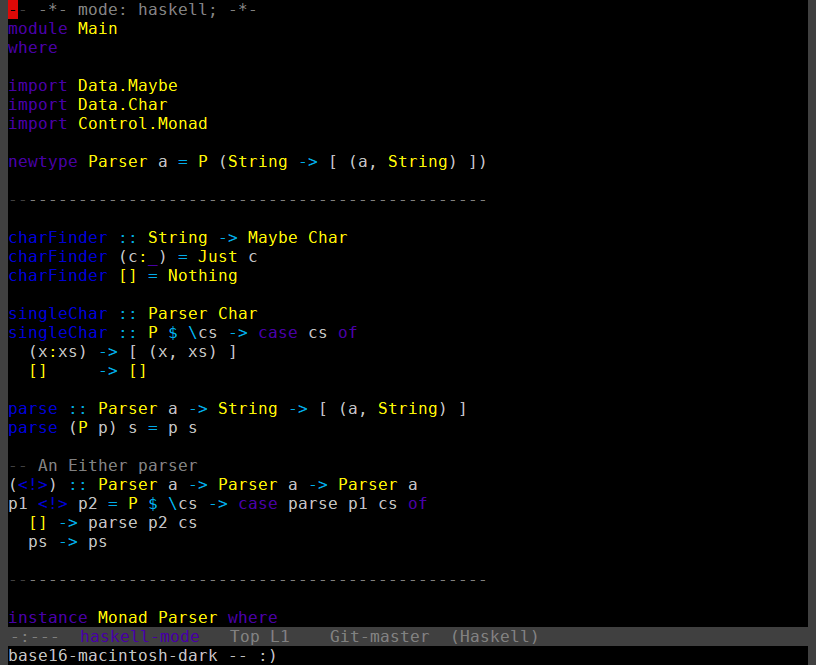 -- -*- mode: haskell; -*-
module Main
where

import Data.Maybe
import Data.Char
import Control.Monad

newtype Parser a = P (String -> [ (a, String) ])

------------------------------------------------

charFinder :: String -> Maybe Char
charFinder (c:_) = Just c
charFinder [] = Nothing

singleChar :: Parser Char
singleChar :: P $ \cs -> case cs of
  (x:xs) -> [ (x, xs) ]
  []     -> []

parse :: Parser a -> String -> [ (a, String) ]
parse (P p) s = p s

-- An Either parser
(<!>) :: Parser a -> Parser a -> Parser a
p1 <!> p2 = P $ \cs -> case parse p1 cs of
  [] -> parse p2 cs
  ps -> ps

------------------------------------------------

instance Monad Parser where
-:---  haskell-mode   Top L1    Git-master  (Haskell)
base16-macintosh-dark -- :)